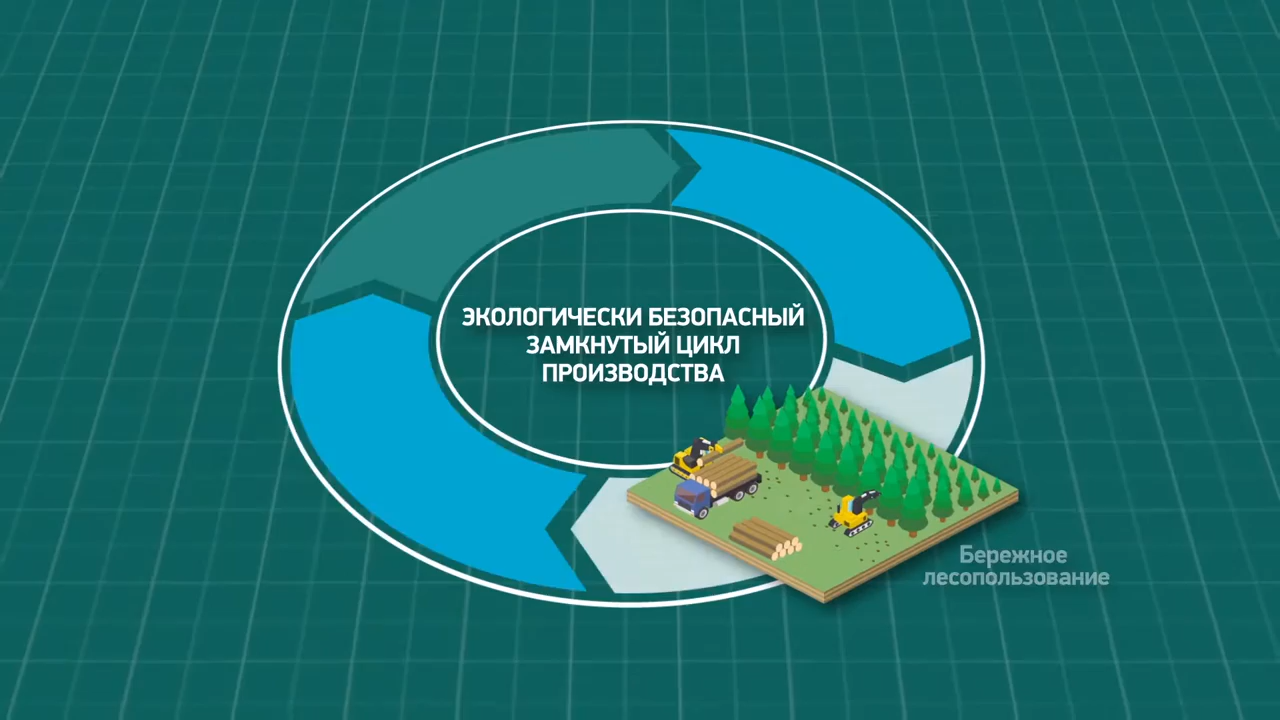 ЭКОЛОГИЧЕСКИ БЕЗОПАСНЫЙ
ЗАМКНУТЫЙ ЦИКЛ
ПРОИЗВОДСТВА
Бережное
лесопользование